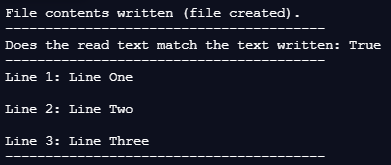 File contents written (file created).
----------------------------------------
Does the read text match the text written: True
----------------------------------------
Line 1: Line One
Line 2: Line Two
Line 3: Line Three
----------------------------------------